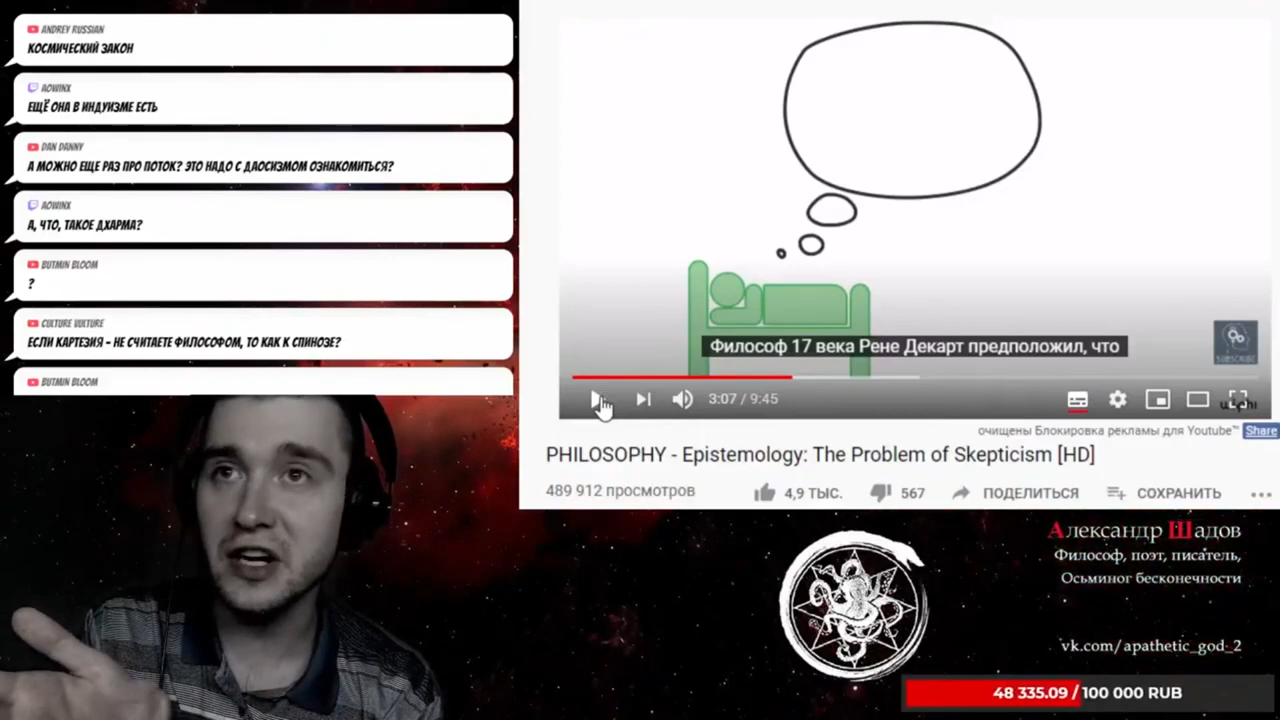 ANDREY RUSSIAN
КОСМИЧЕСКИЙ ЗАКОН
AOWINX
ЕЩЁ ОНА В ИНДУИЗМЕ ЕСТЬ
DAN DANNY
А МОЖНО ЕЩЕ РАЗ ПРО ПОТОК? ЭТО НАДО С ДАОСИЗМОМ ОЗНАКОМИТЬСЯ?
AOWINX
А, ЧТО, ТАКОЕ ДХАРМА?
BUTMIN BLOOM
?
CULTURE VULTURE
ЕСЛИ КАРТЕЗИЯ - НЕ СЧИТАЕТЕ ФИЛОСОФОМ, ТО КАК К СПИНОЗЕ?
BUTMIN BLOOM
Философ 17 века Рене Декарт предположил, что
SUBSCRIBE
3:07 / 9:45
очищены Блокировка рекламы для Youtube™ Share
PHILOSOPHY - Epistemology: The Problem of Skepticism [HD]
489 912 просмотров
4,9 ТЫС.
567
ПОДЕЛИТЬСЯ
СОХРАНИТЬ
Александр Шадов
Философ, поэт, писатель,
Осьминог бесконечности
vk.com/apathetic_god_2
48 335.09 / 100 000 RUB